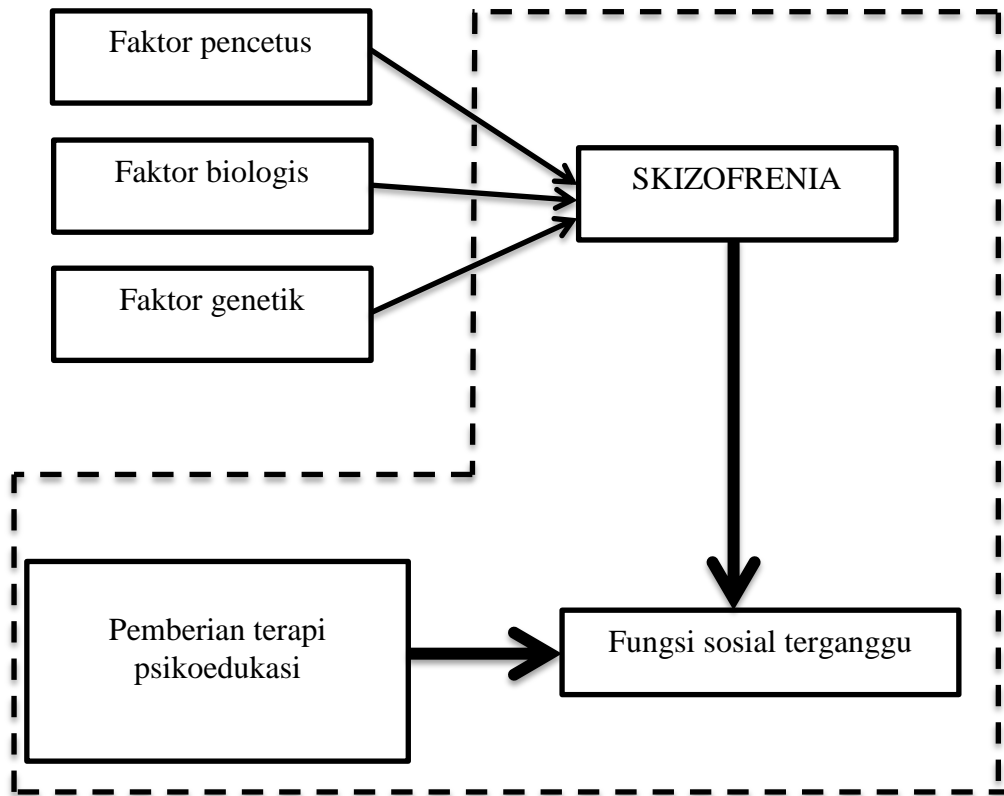 Faktor pencetus
Faktor biologis
SKIZOFRENIA
Faktor genetik
Pemberian terapi
psikoedukasi
Fungsi sosial terganggu